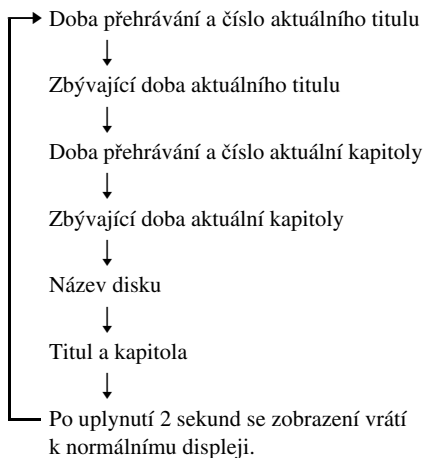 Doba přehrávání a číslo aktuálního titulu
Zbývající doba aktuálního titulu
Doba přehrávání a číslo aktuální kapitoly
Zbývající doba aktuální kapitoly
Název disku
Titul a kapitola
Po uplynutí 2 sekund se zobrazení vrátí
k normálnímu displeji.